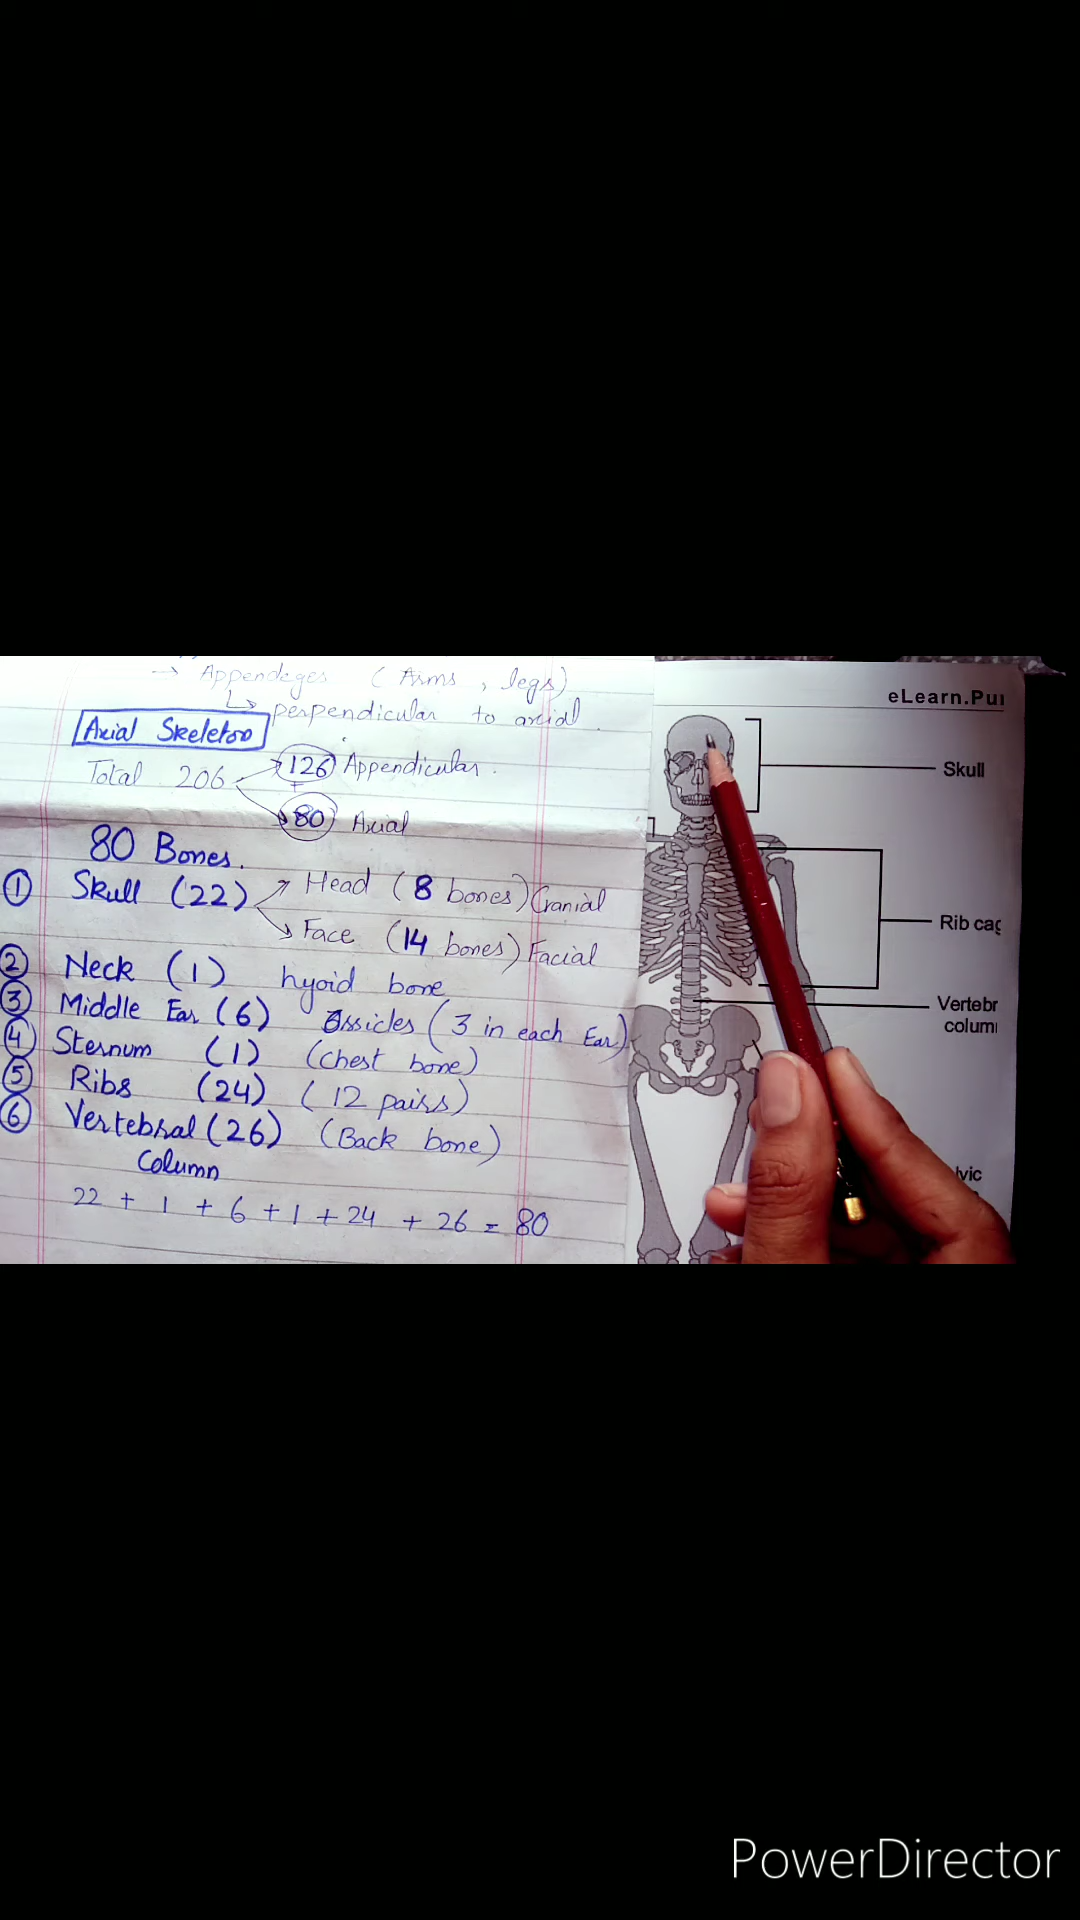 → Appendeges (Arms, legs)
↳ perpendicular to axial.
Axial Skeleton
Total 206 → 126 Appendicular.
+
→ 80 Axial
80 Bones.
① Skull (22) → Head (8 bones) Cranial
→ Face (14 bones) Facial
② Neck (1) hyoid bone
③ Middle Ear (6) Ossicles (3 in each Ear)
④ Sternum (1) (chest bone)
⑤ Ribs (24) (12 pairs)
⑥ Vertebral (26) (Back bone)
Column
22 + 1 + 6 + 1 + 24 + 26 = 80
eLearn.Pun
Skull
Rib cag
Vertebr
colum
lvic
PowerDirector